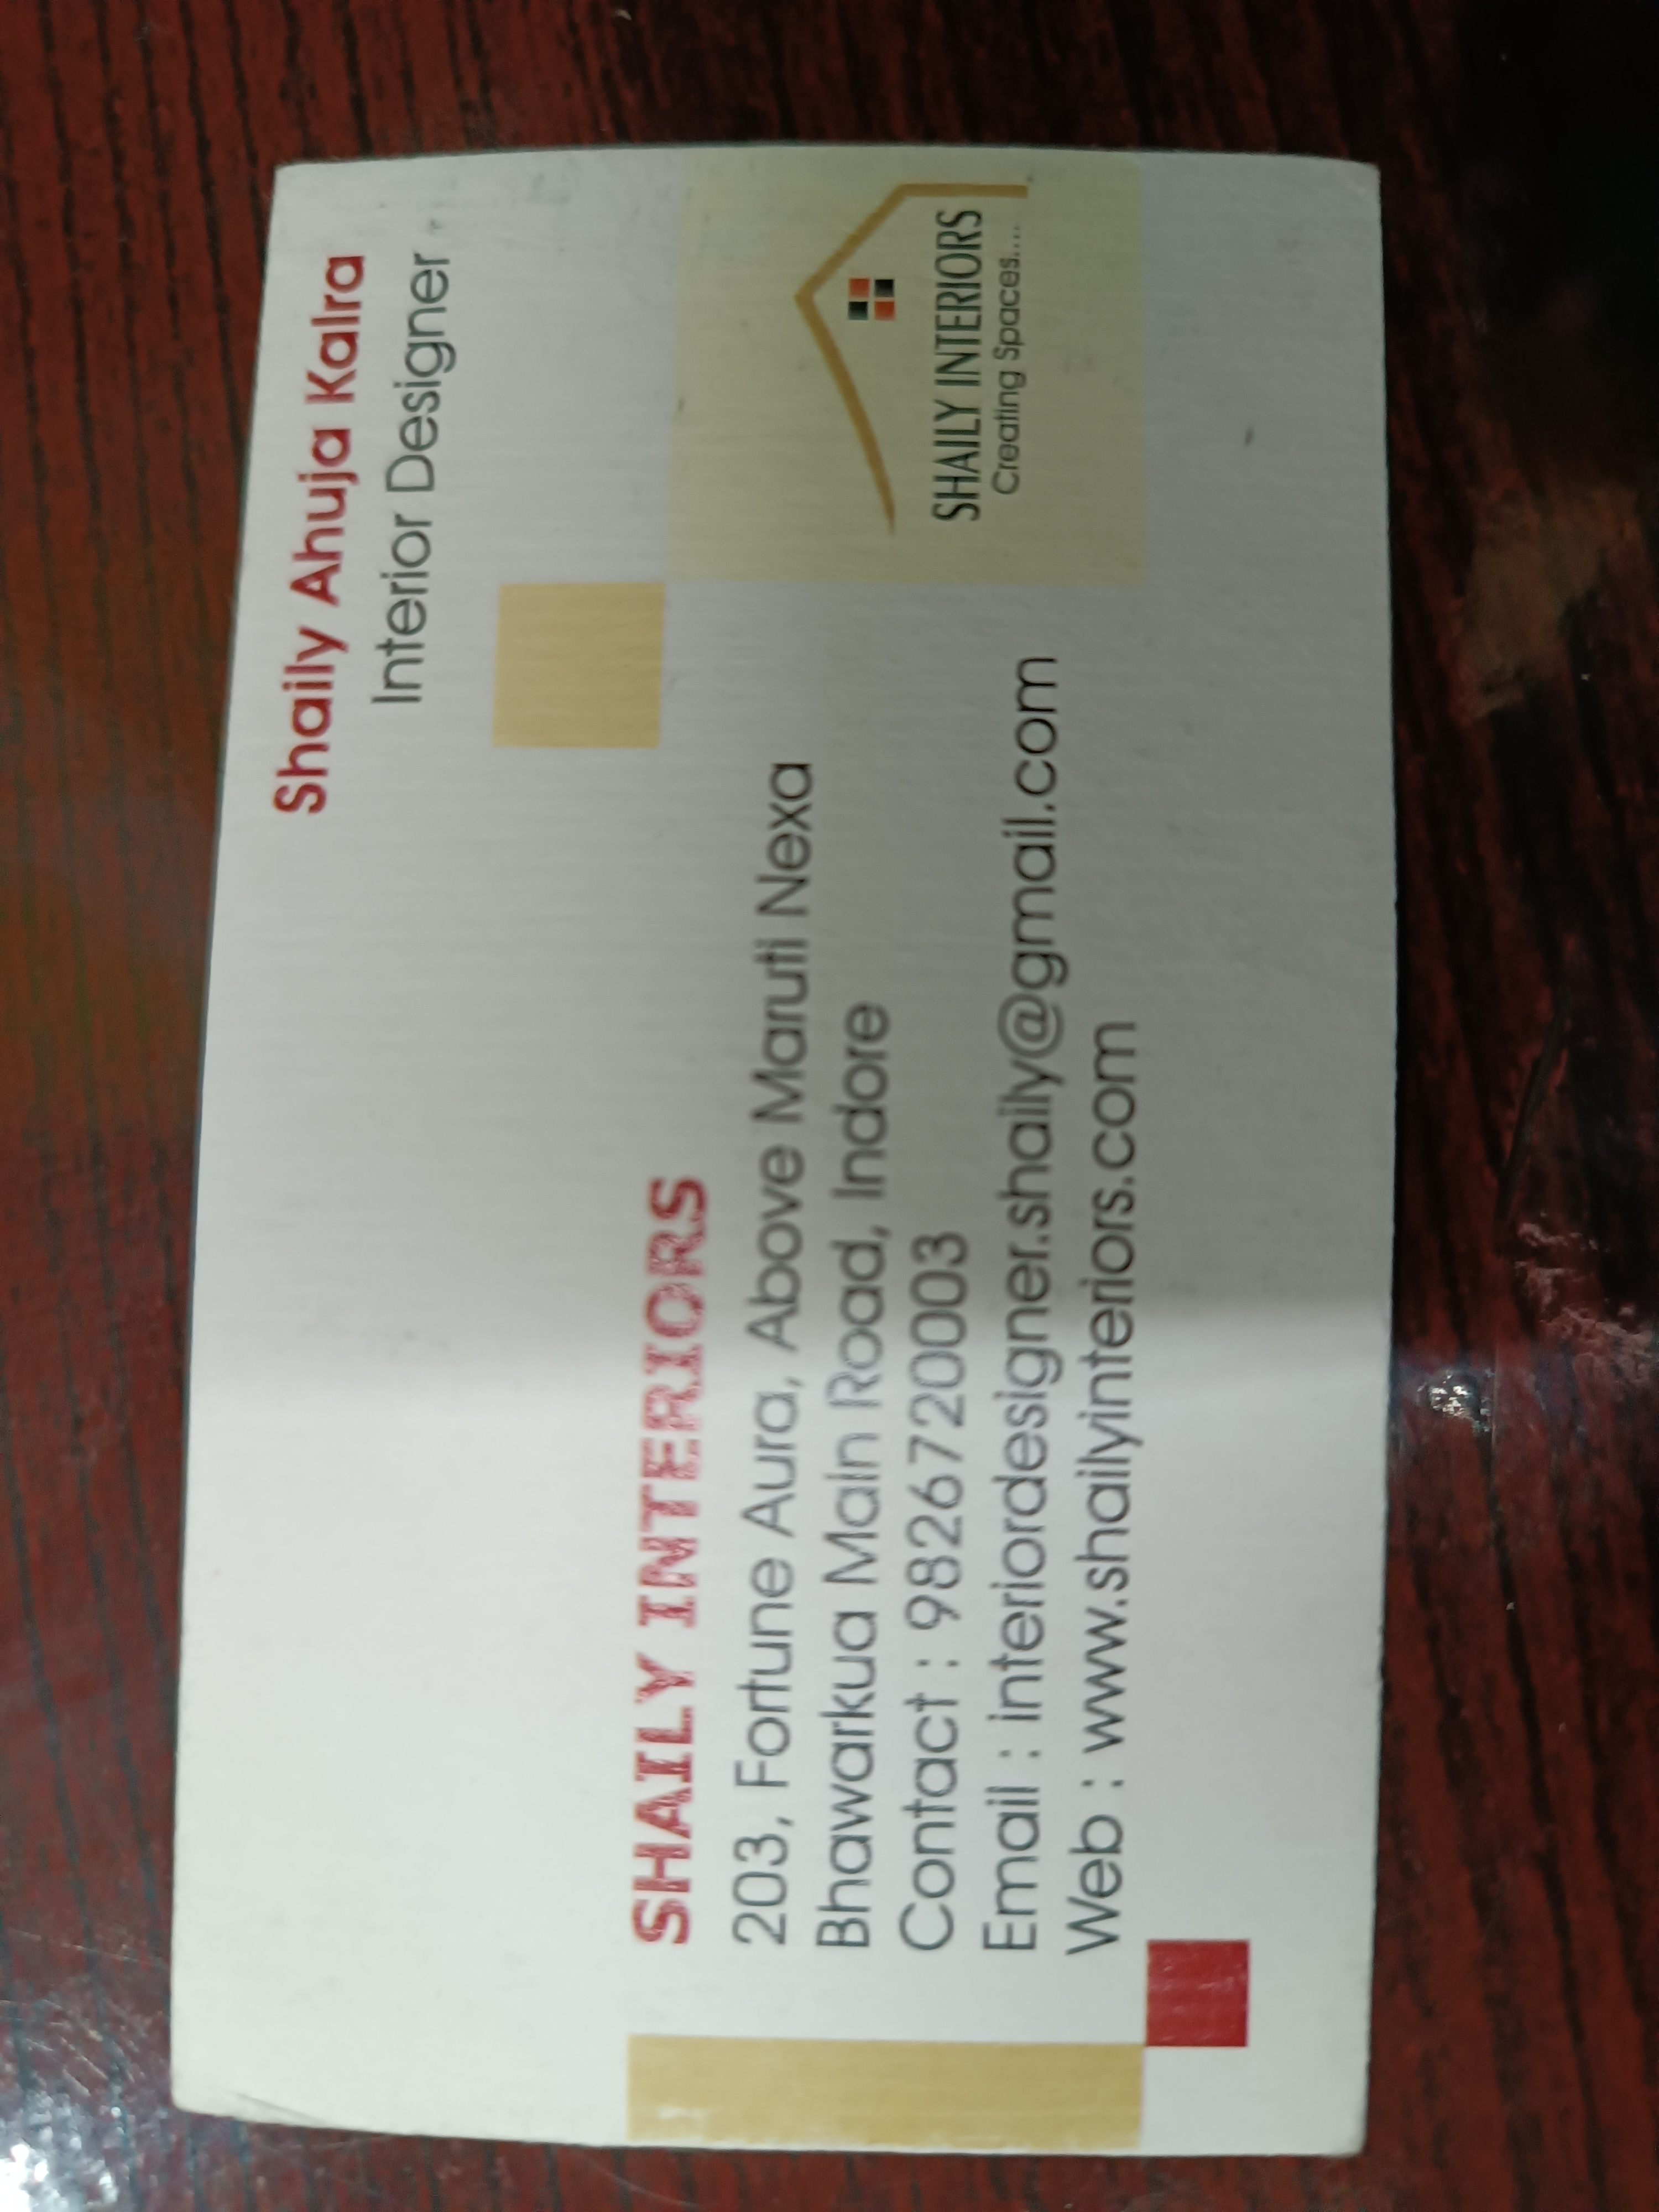 Shaily Ahuja Kalra
Interior Designer
SHAILY INTERIORS
Creating Spaces....
SHAILY INTERIORS
203, Fortune Aura, Above Maruti Nexa
Bhawarkua Main Road, Indore
Contact : 9826720003
Email : interiordesigner.shaily@gmail.com
Web : www.shailyinteriors.com